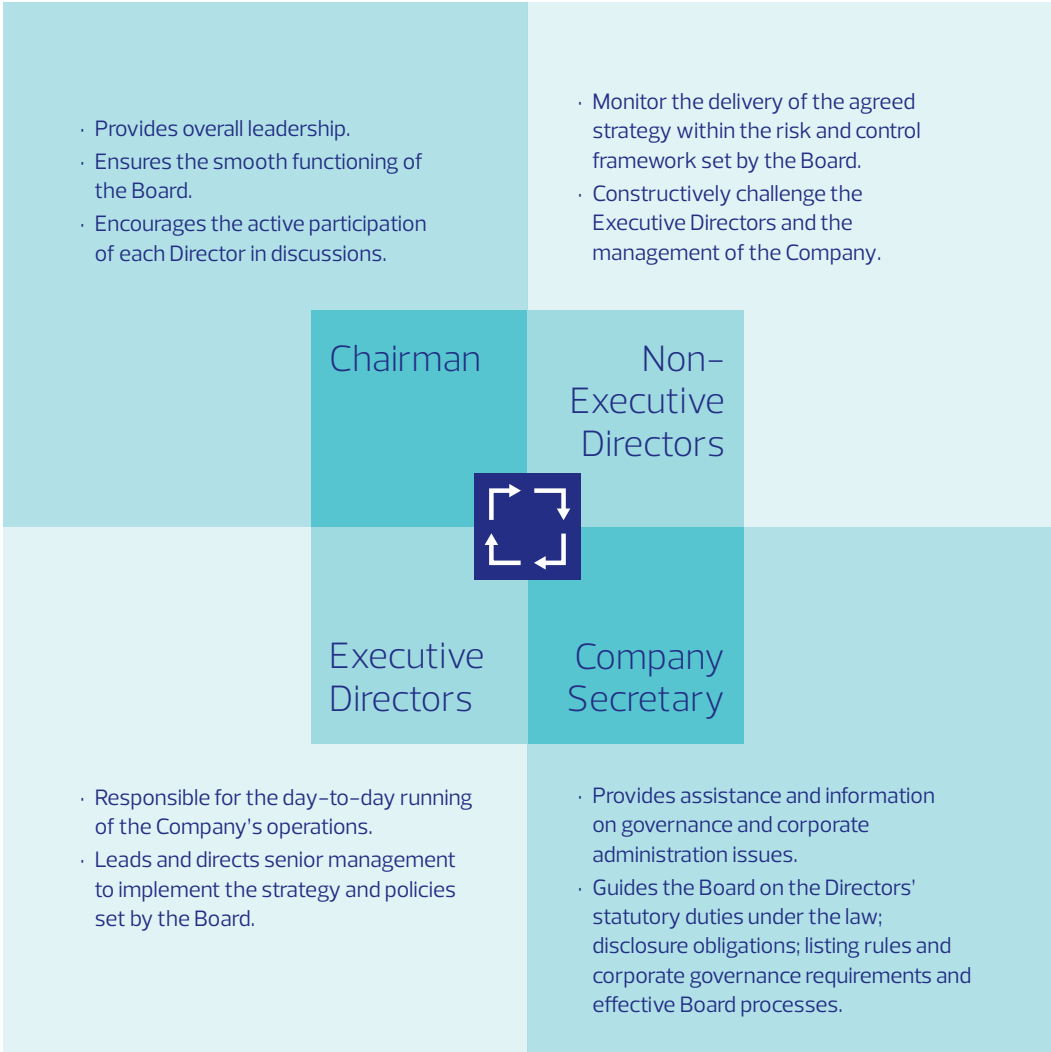 · Provides overall leadership.
· Ensures the smooth functioning of
the Board.
· Encourages the active participation
of each Director in discussions.
· Monitor the delivery of the agreed
strategy within the risk and control
framework set by the Board.
· Constructively challenge the
Executive Directors and the
management of the Company.
Chairman
Non-
Executive
Directors
Executive
Directors
Company
Secretary
· Responsible for the day-to-day running
of the Company's operations.
· Leads and directs senior management
to implement the strategy and policies
set by the Board.
· Provides assistance and information
on governance and corporate
administration issues.
· Guides the Board on the Directors'
statutory duties under the law;
disclosure obligations; listing rules and
corporate governance requirements and
effective Board processes.